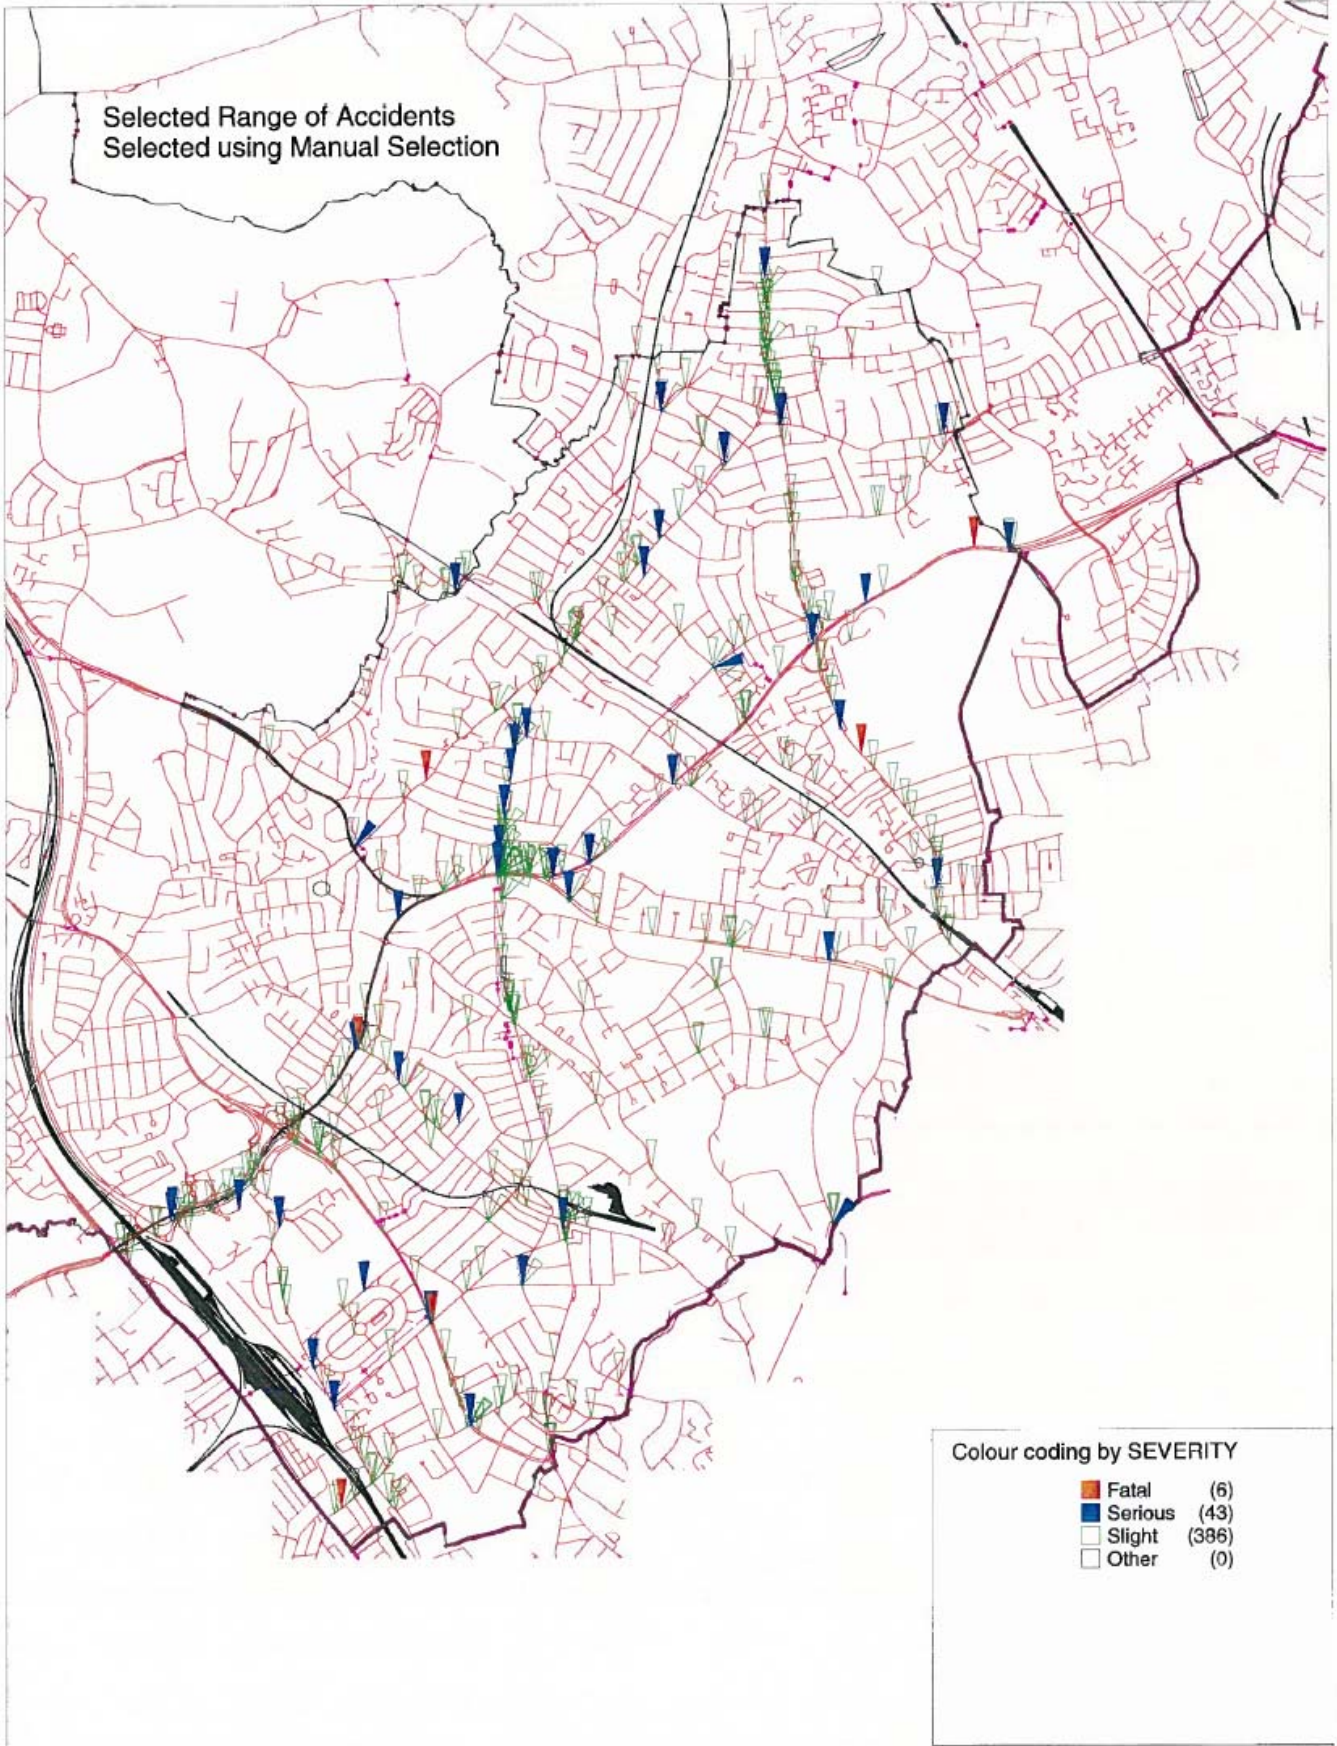 Selected Range of Accidents
Selected using Manual Selection
Colour coding by SEVERITY
Fatal (6)
Serious (43)
Slight (386)
Other (0)